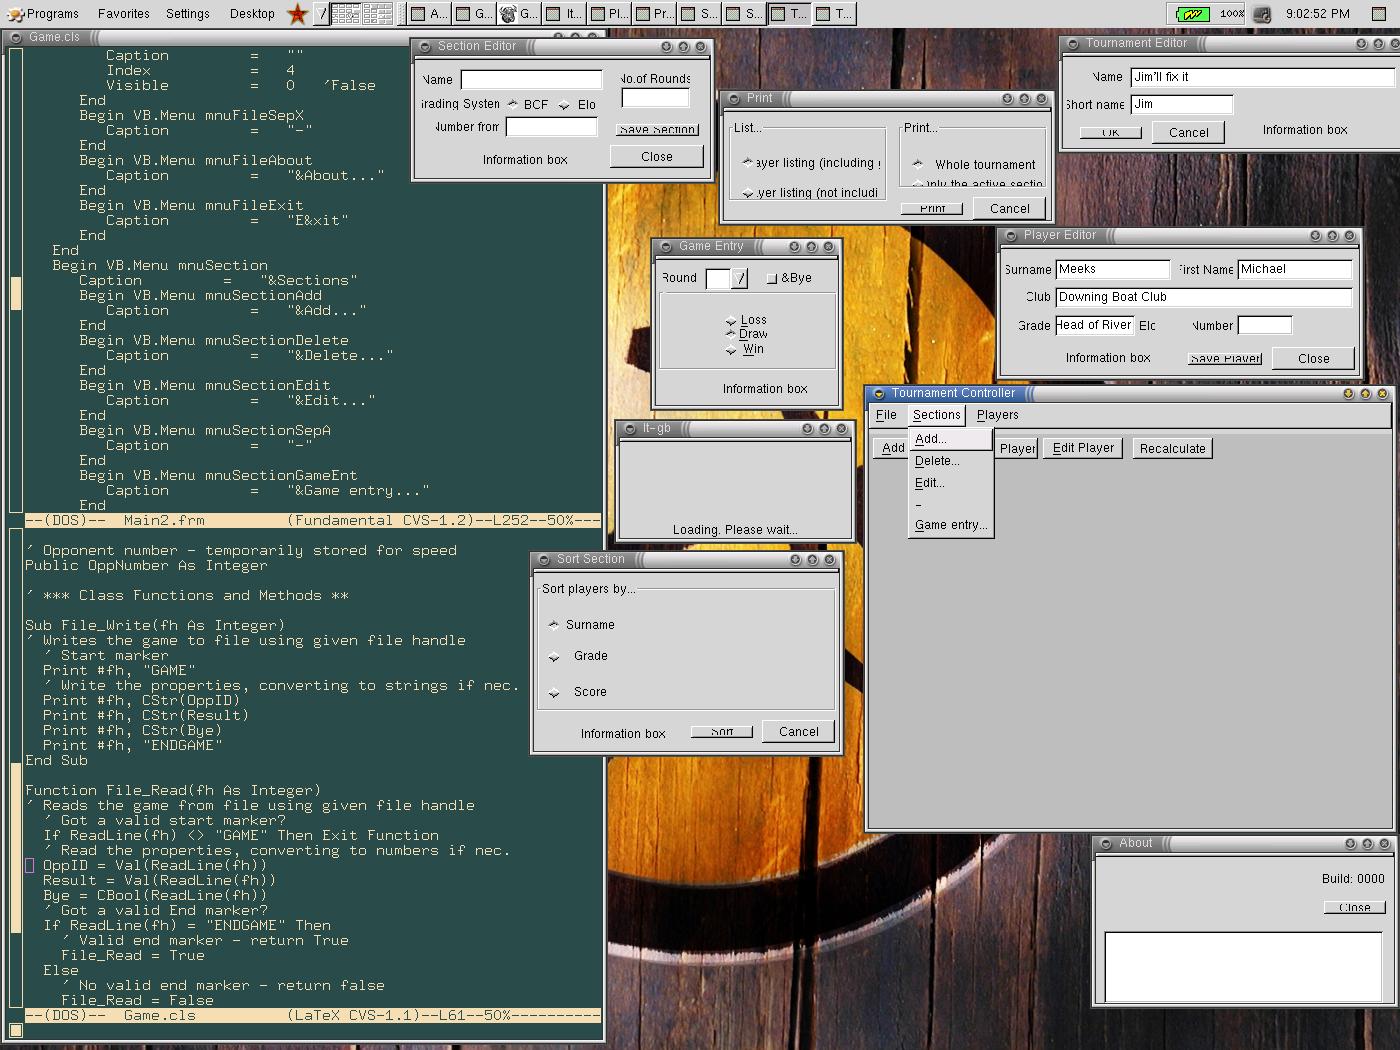 Programs Favorites Settings Desktop A... G... G... It... Pl... Pr... S... S... T... T... 100% 9:02:52 PM
Game.cls
Caption = ""
Index = 4
Visible = 0 'False
End
Begin VB.Menu mnuFileSepX
Caption = "-"
End
Begin VB.Menu mnuFileAbout
Caption = "&About..."
End
Begin VB.Menu mnuFileExit
Caption = "E&xit"
End
End
Begin VB.Menu mnuSection
Caption = "&Sections"
Begin VB.Menu mnuSectionAdd
Caption = "&Add..."
End
Begin VB.Menu mnuSectionDelete
Caption = "&Delete..."
End
Begin VB.Menu mnuSectionEdit
Caption = "&Edit..."
End
Begin VB.Menu mnuSectionSepA
Caption = "-"
End
Begin VB.Menu mnuSectionGameEnt
Caption = "&Game entry..."
End
--(DOS)-- Main2.frm (Fundamental CVS-1.2)--L252--50%---
' Opponent number - temporarily stored for speed
Public OppNumber As Integer
' *** Class Functions and Methods **
Sub File_Write(fh As Integer)
' Writes the game to file using given file handle
' Start marker
Print #fh, "GAME"
' Write the properties, converting to strings if nec.
Print #fh, CStr(OppID)
Print #fh, CStr(Result)
Print #fh, CStr(Bye)
Print #fh, "ENDGAME"
End Sub
Function File_Read(fh As Integer)
' Reads the game from file using given file handle
' Got a valid start marker?
If ReadLine(fh) <> "GAME" Then Exit Function
' Read the properties, converting to numbers if nec.
OppID = Val(ReadLine(fh))
Result = Val(ReadLine(fh))
Bye = CBool(ReadLine(fh))
' Got a valid End marker?
If ReadLine(fh) = "ENDGAME" Then
' Valid end marker - return True
File_Read = True
Else
' No valid end marker - return false
File_Read = False
--(DOS)-- Game.cls (LaTeX CVS-1.1)--L61--50%----------
Section Editor
Name No.of Rounds
rading System BCF Elo
Number from Save Section
Information box Close
Print
List... Print...
ayer listing (including Whole tournament
yer listing (not includi Only the active sectio
Print Cancel
Tournament Editor
Name Jim'll fix it
Short name Jim
OK Cancel Information box
Game Entry
Round &Bye
Loss
Draw
Win
Information box
Player Editor
Surname Meeks First Name Michael
Club Downing Boat Club
Grade Head of River Elo Number
Information box Save Player Close
It-gb
Loading. Please wait...
Tournament Controller
File Sections Players
Add Player Edit Player Recalculate
Add...
Delete...
Edit...
-
Game entry...
Sort Section
Sort players by...
Surname
Grade
Score
Information box Sort Cancel
About
Build: 0000
Close